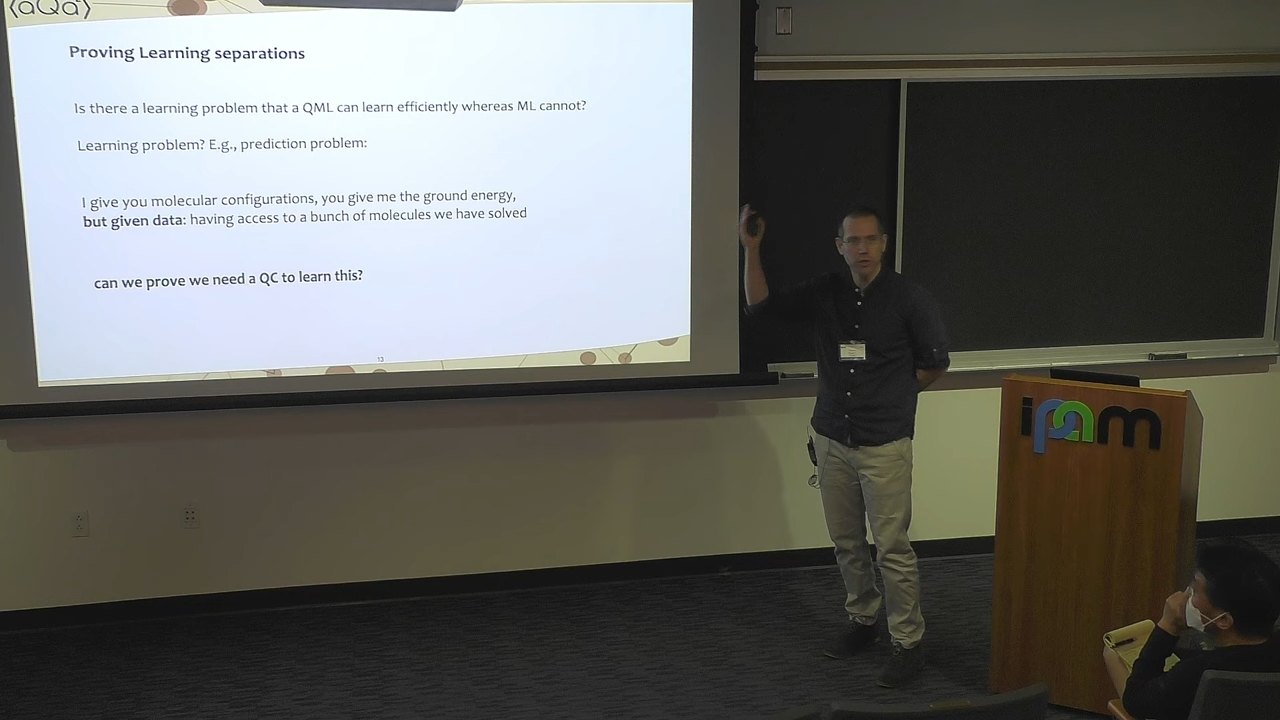 ⟨aQa⟩
Proving Learning separations
Is there a learning problem that a QML can learn efficiently whereas ML cannot?
Learning problem? E.g., prediction problem:
I give you molecular configurations, you give me the ground energy,
but given data: having access to a bunch of molecules we have solved
can we prove we need a QC to learn this?
13
ipam